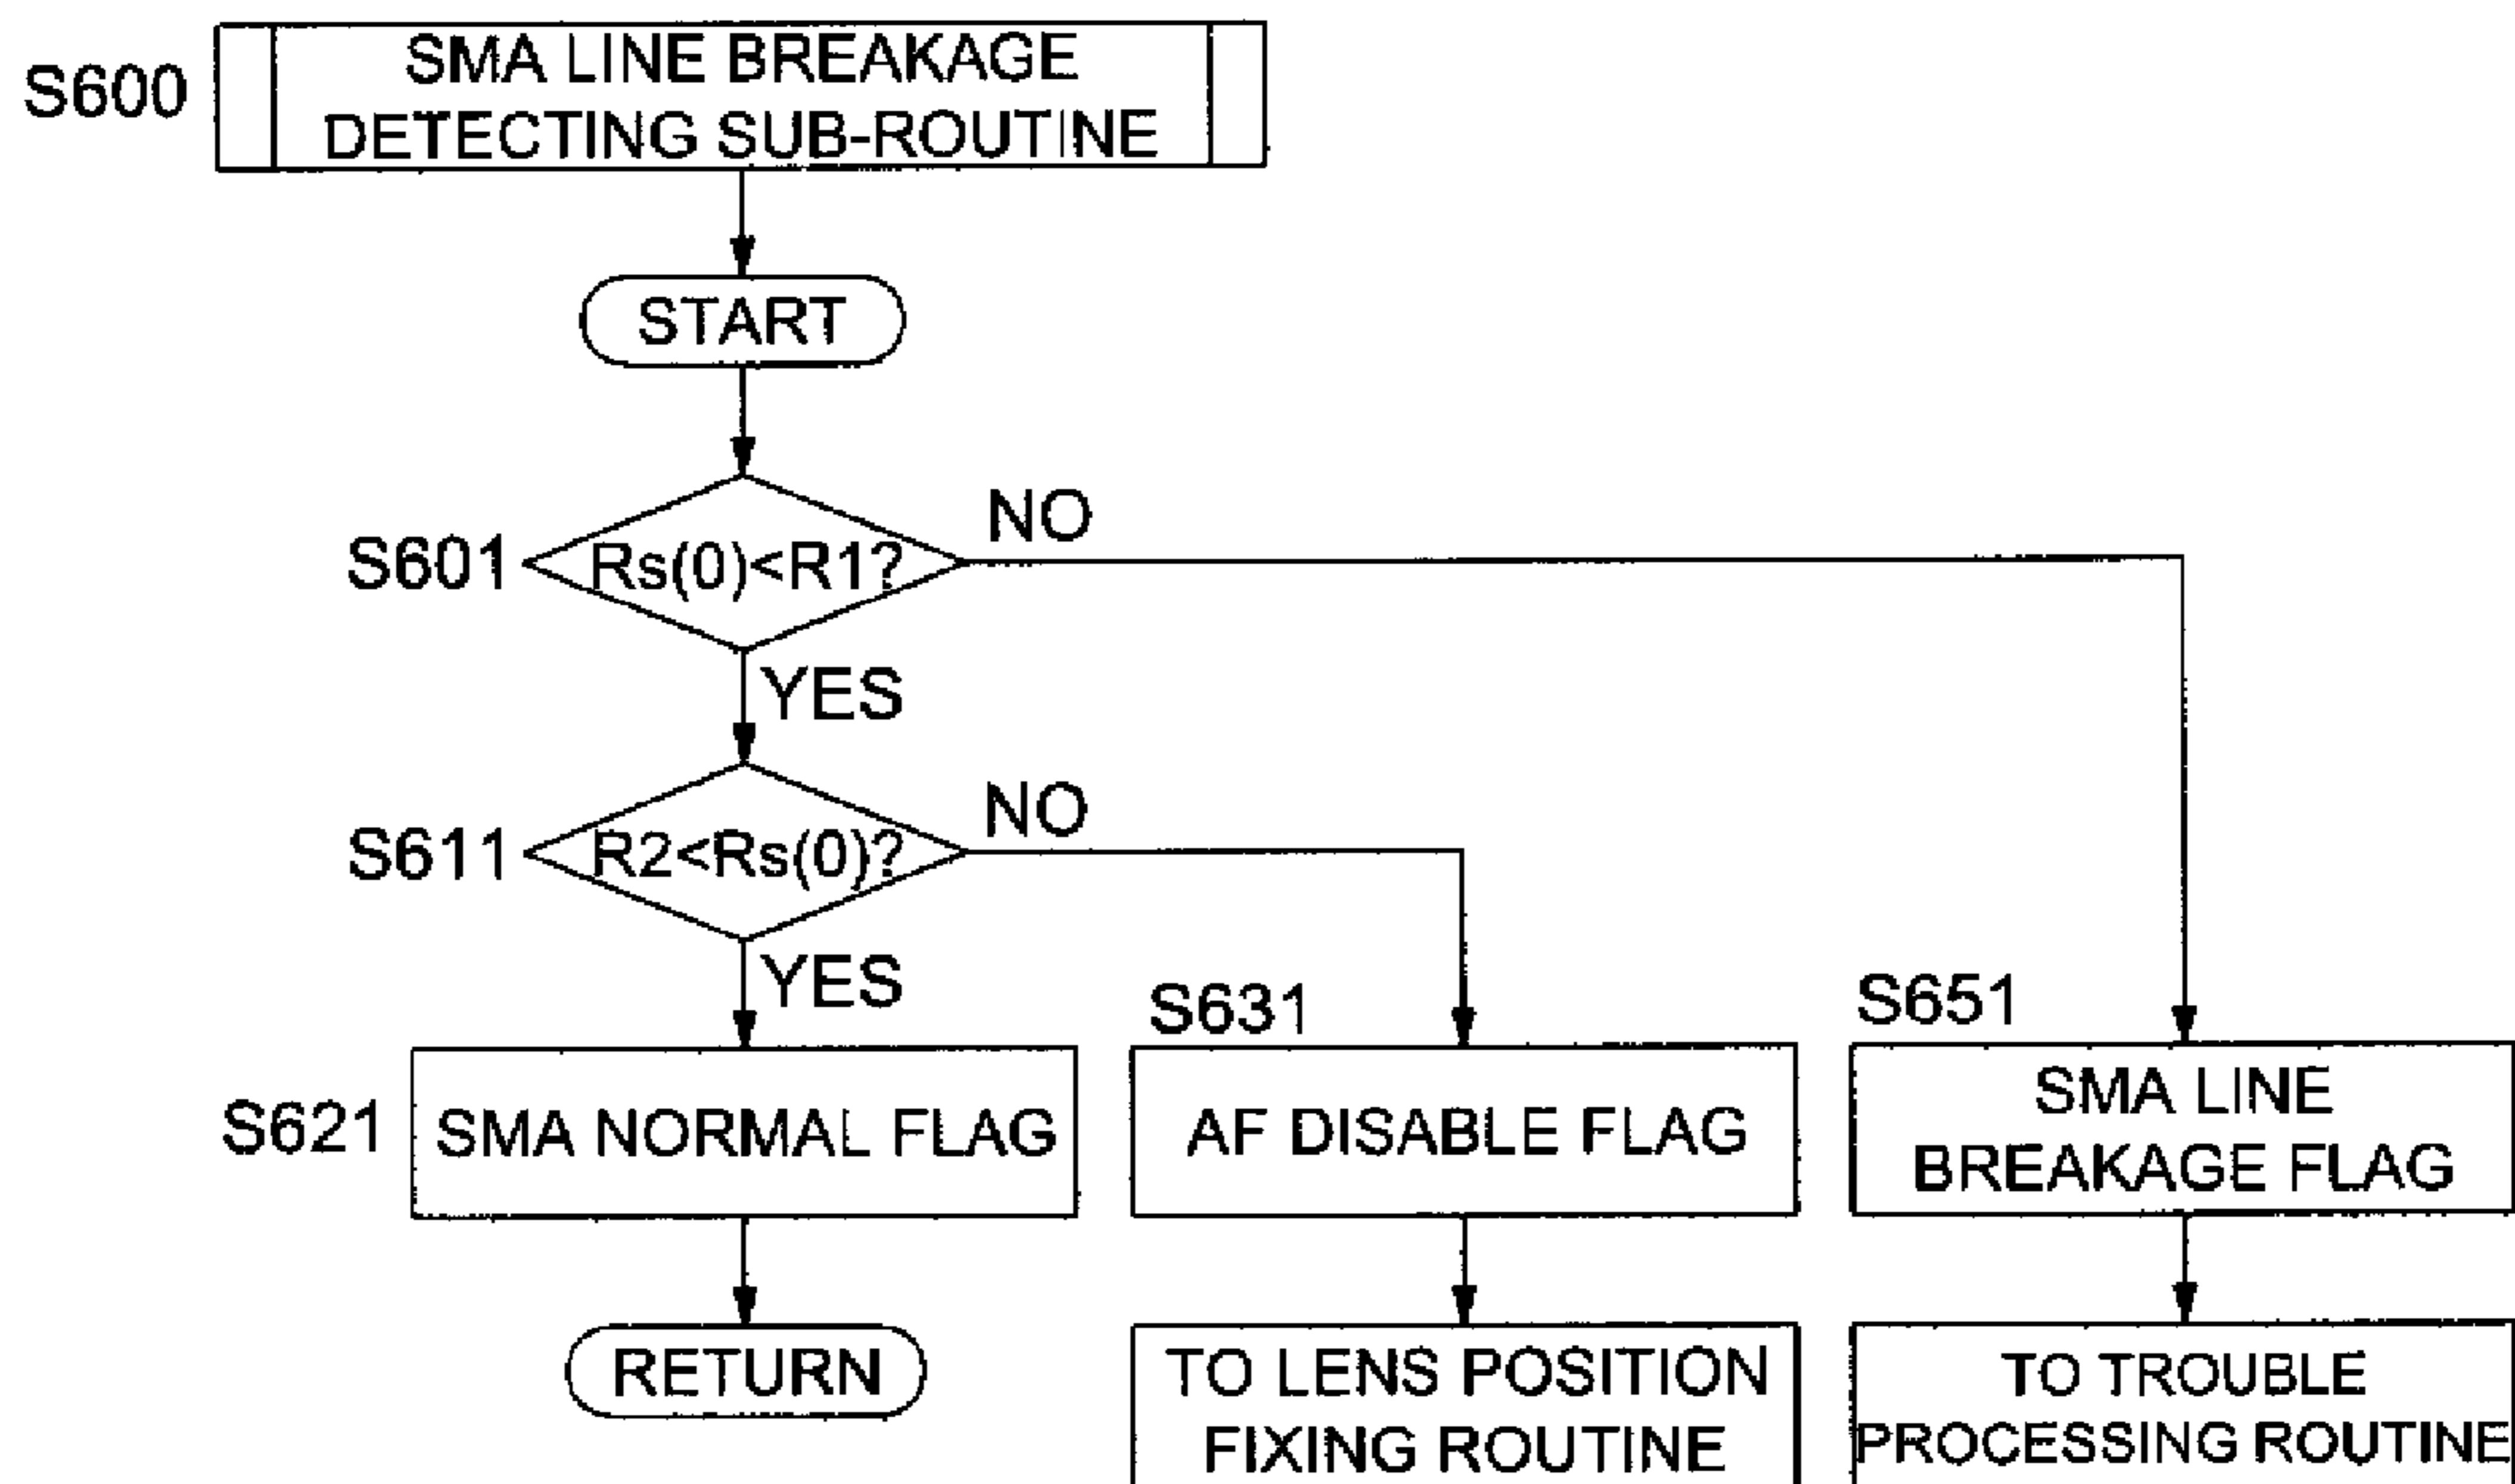 S600
SMA LINE BREAKAGE
DETECTING SUB-ROUTINE
START
S601
Rs(0)<R1?
NO
YES
S611
R2<Rs(0)?
NO
YES
S621
SMA NORMAL FLAG
S631
AF DISABLE FLAG
S651
SMA LINE
BREAKAGE FLAG
RETURN
TO LENS POSITION
FIXING ROUTINE
TO TROUBLE
PROCESSING ROUTINE